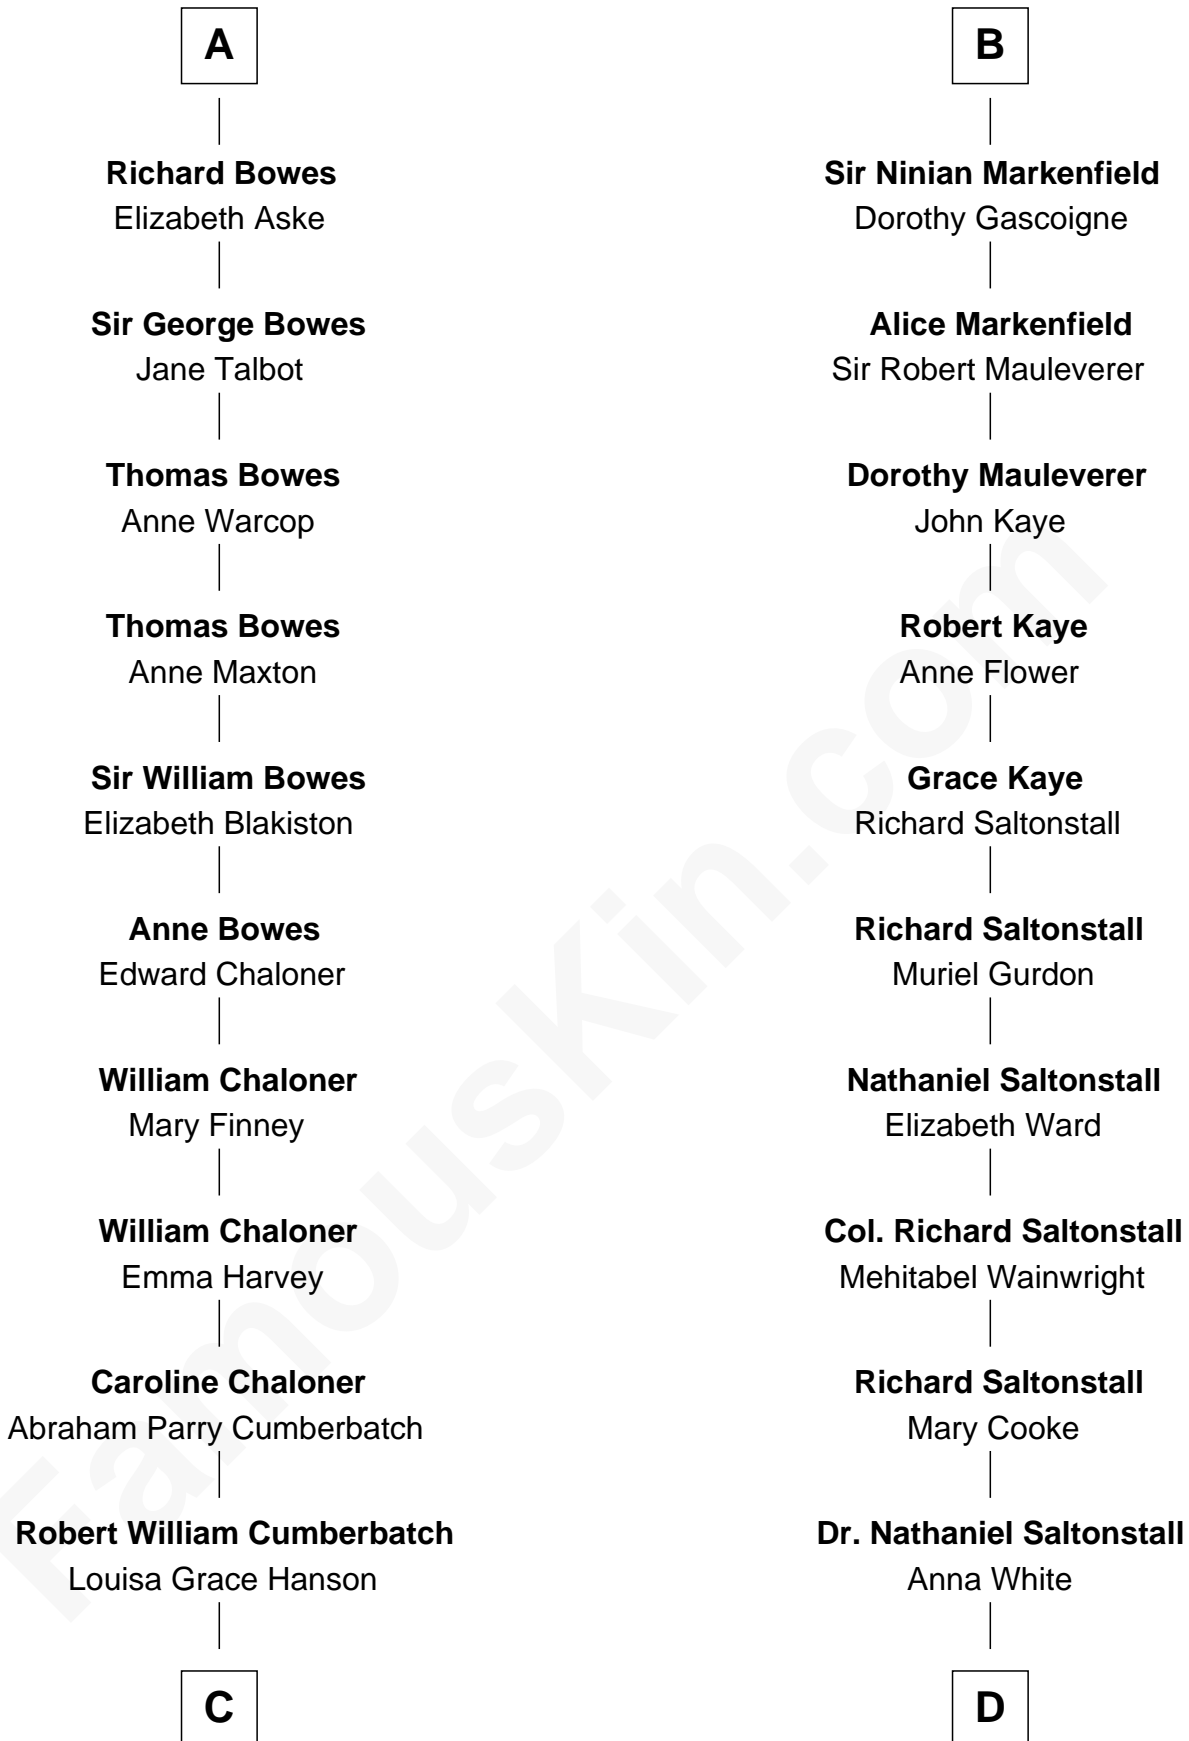 A
Richard Bowes
Elizabeth Aske
Sir George Bowes
Jane Talbot
Thomas Bowes
Anne Warcop
Thomas Bowes
Anne Maxton
Sir William Bowes
Elizabeth Blakiston
Anne Bowes
Edward Chaloner
William Chaloner
Mary Finney
William Chaloner
Emma Harvey
Caroline Chaloner
Abraham Parry Cumberbatch
Robert William Cumberbatch
Louisa Grace Hanson
C
B
Sir Ninian Markenfield
Dorothy Gascoigne
Alice Markenfield
Sir Robert Mauleverer
Dorothy Mauleverer
John Kaye
Robert Kaye
Anne Flower
Grace Kaye
Richard Saltonstall
Richard Saltonstall
Muriel Gurdon
Nathaniel Saltonstall
Elizabeth Ward
Col. Richard Saltonstall
Mehitabel Wainwright
Richard Saltonstall
Mary Cooke
Dr. Nathaniel Saltonstall
Anna White
D
FamousKin.com